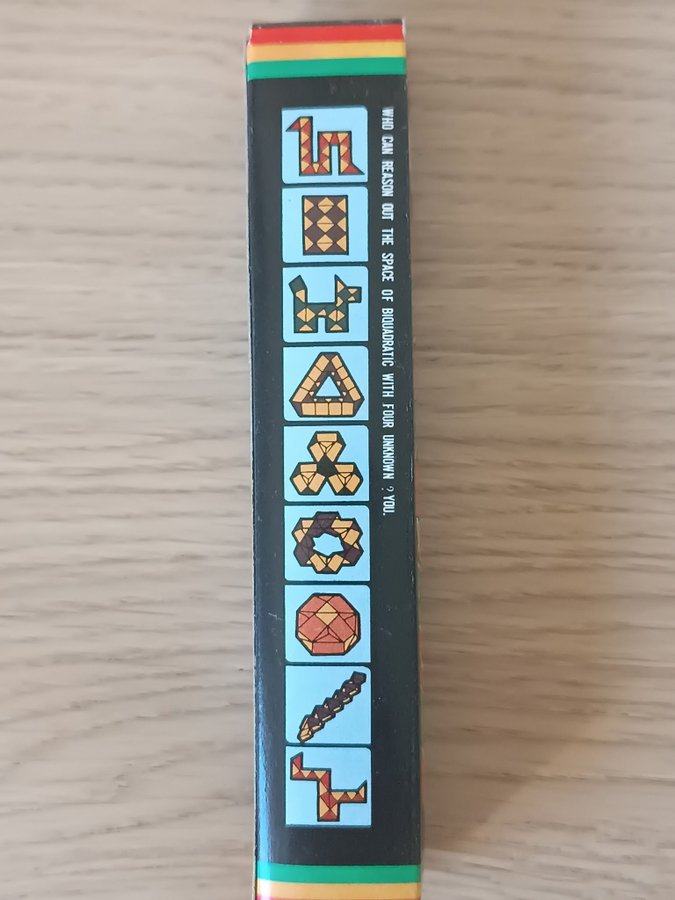 WHO CAN REASON OUT THE SPACE OF BIQUADRATIC WITH FOUR UNKNOWN ? YOU.